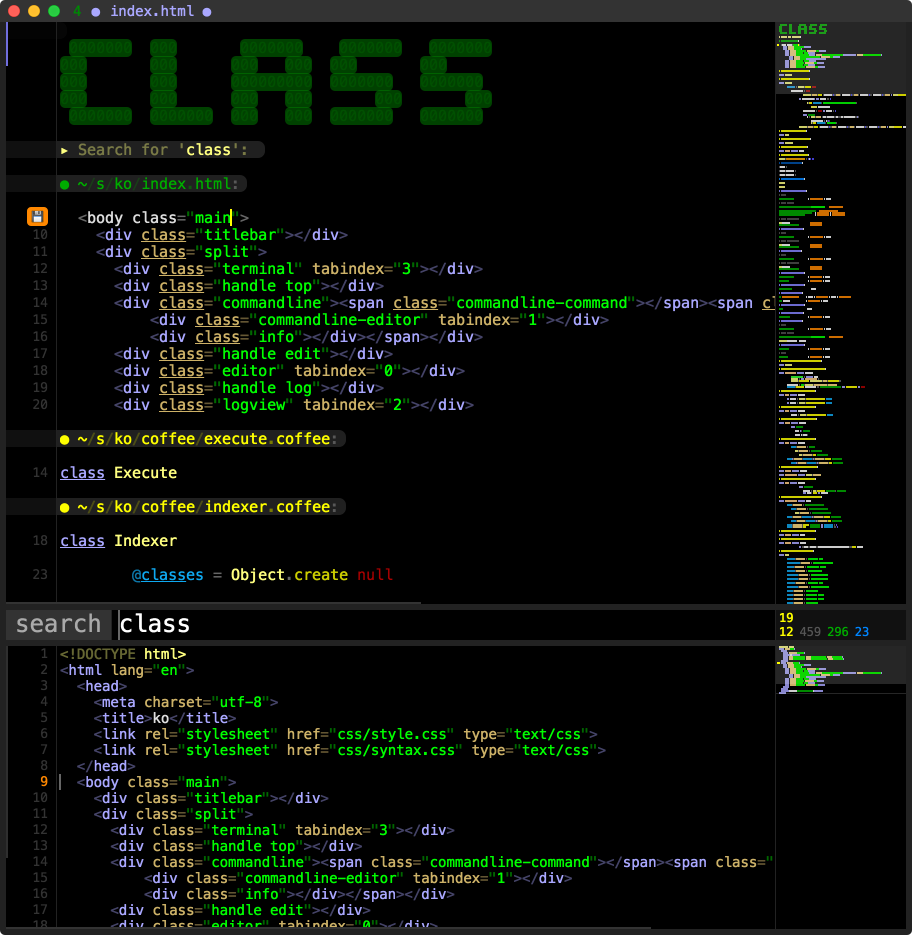 4 ● index.html ●
CLASS
▸ Search for 'class':
● ~/s/ko/index.html:
<body class="main">
10 <div class="titlebar"></div>
11 <div class="split">
12 <div class="terminal" tabindex="3"></div>
13 <div class="handle top"></div>
14 <div class="commandline"><span class="commandline-command"></span><span c
15 <div class="commandline-editor" tabindex="1"></div>
16 <div class="info"></div></span></div>
17 <div class="handle edit"></div>
18 <div class="editor" tabindex="0"></div>
19 <div class="handle log"></div>
20 <div class="logview" tabindex="2"></div>
● ~/s/ko/coffee/execute.coffee:
14 class Execute
● ~/s/ko/coffee/indexer.coffee:
18 class Indexer
23 @classes = Object.create null
CLASS
search class
19
12 459 296 23
1 <!DOCTYPE html>
2 <html lang="en">
3 <head>
4 <meta charset="utf-8">
5 <title>ko</title>
6 <link rel="stylesheet" href="css/style.css" type="text/css">
7 <link rel="stylesheet" href="css/syntax.css" type="text/css">
8 </head>
9 <body class="main">
10 <div class="titlebar"></div>
11 <div class="split">
12 <div class="terminal" tabindex="3"></div>
13 <div class="handle top"></div>
14 <div class="commandline"><span class="commandline-command"></span><span class="
15 <div class="commandline-editor" tabindex="1"></div>
16 <div class="info"></div></span></div>
17 <div class="handle edit"></div>
18 <div class="editor" tabindex="0"></div>